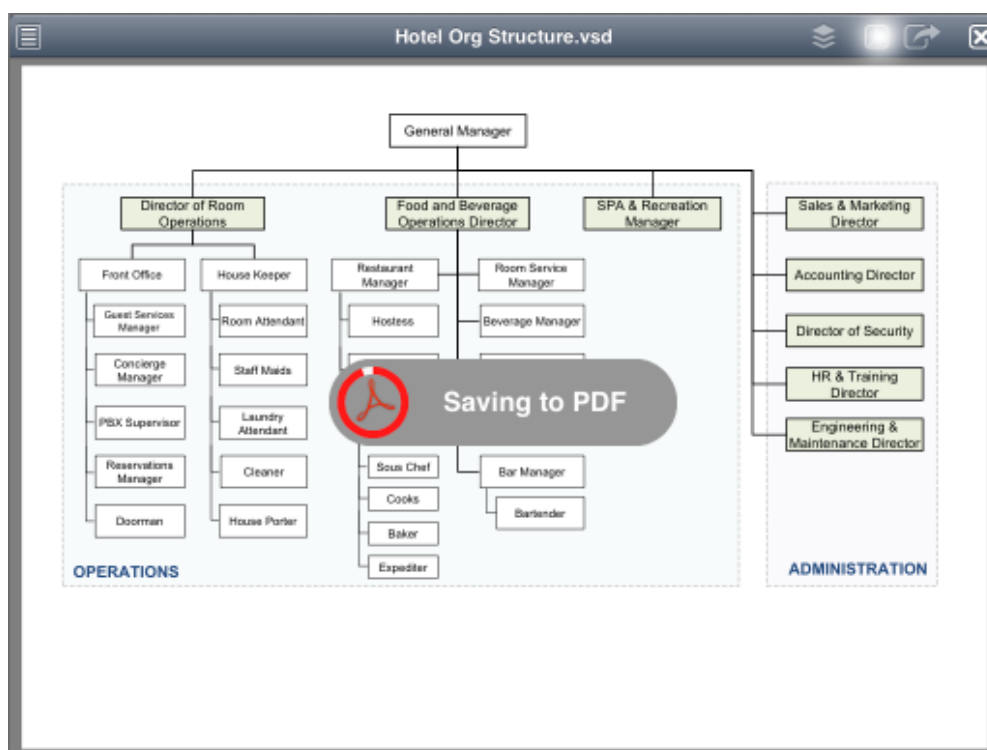 Hotel Org Structure.vsd
General Manager
Director of Room
Operations
Food and Beverage
Operations Director
SPA & Recreation
Manager
Sales & Marketing
Director
Front Office
House Keeper
Restaurant
Manager
Room Service
Manager
Accounting Director
Guest Services
Manager
Room Attendant
Hostess
Beverage Manager
Director of Security
Concierge
Manager
Staff Maids
HR & Training
Director
Saving to PDF
PBX Supervisor
Laundry
Attendant
Engineering &
Maintenance Director
Reservations
Manager
Cleaner
Sous Chef
Bar Manager
Cooks
Bartender
Doorman
House Porter
Baker
Expediter
OPERATIONS
ADMINISTRATION